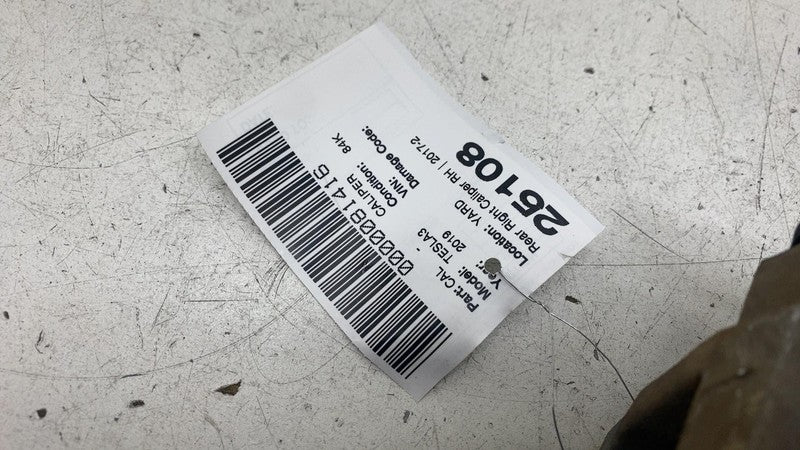 25108
Rear Right Caliper RH | 2017-2
Location: YARD
Year: 2019
Model: TESLA3
Part: CAL
Damage Code:
VIN:
Condition: 84K
CALIPER -
0000081416